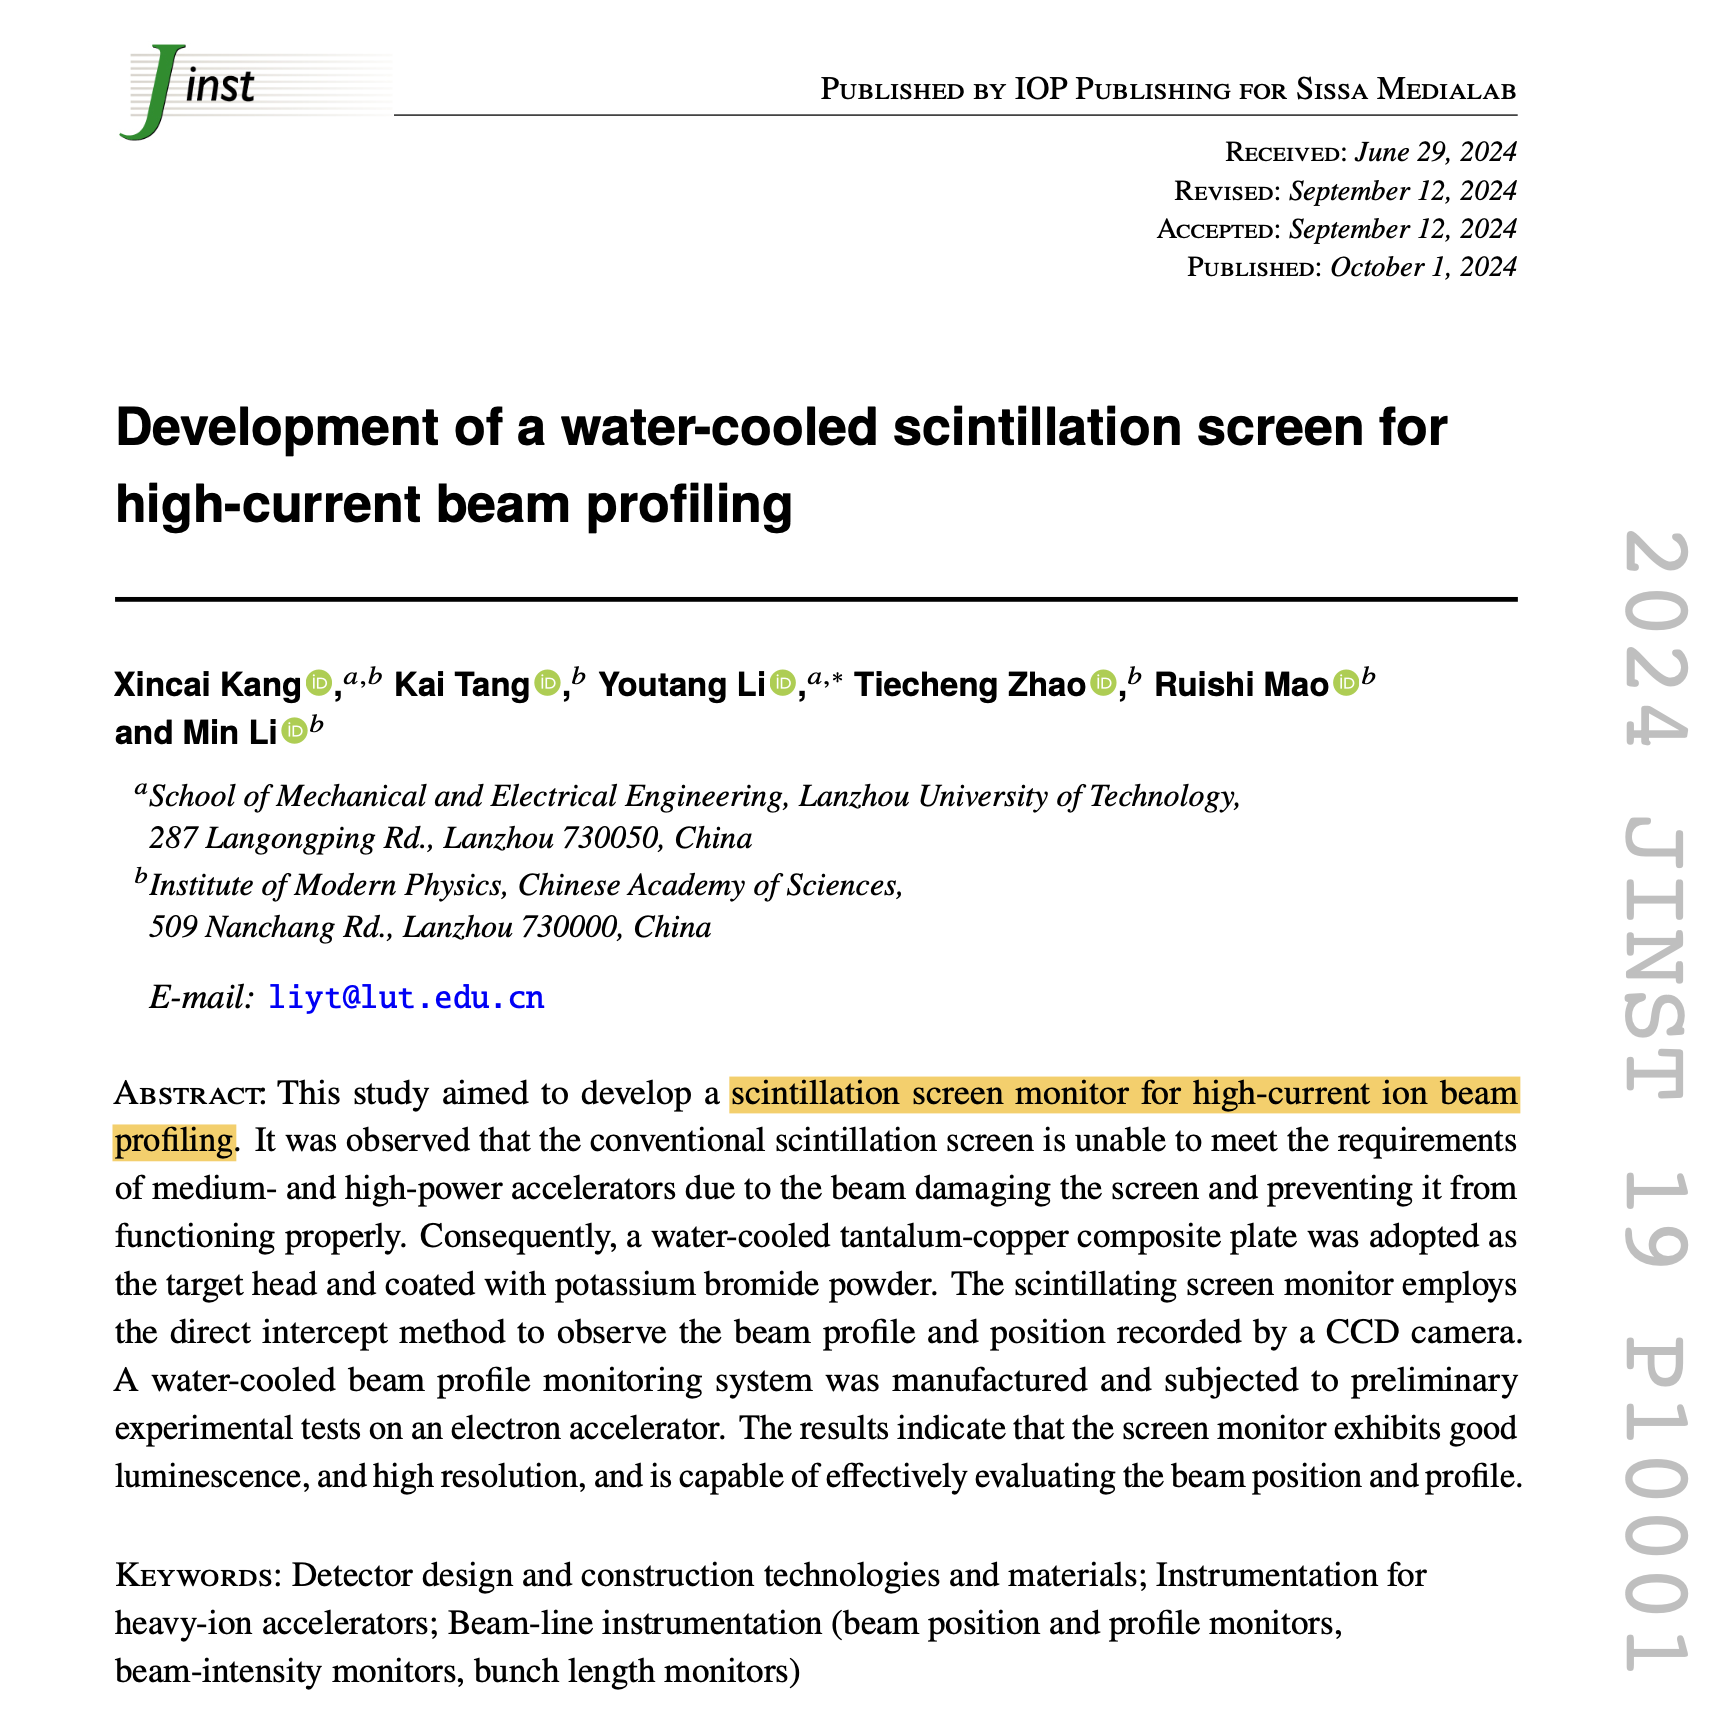 Jinst
Published by IOP Publishing for Sissa Medialab
Received: June 29, 2024
Revised: September 12, 2024
Accepted: September 12, 2024
Published: October 1, 2024
Development of a water-cooled scintillation screen for
high-current beam profiling
Xincai Kang iD,a,b Kai Tang iD,b Youtang Li iD,a,* Tiecheng Zhao iD,b Ruishi Mao iD b
and Min Li iD b
a School of Mechanical and Electrical Engineering, Lanzhou University of Technology,
287 Langongping Rd., Lanzhou 730050, China
b Institute of Modern Physics, Chinese Academy of Sciences,
509 Nanchang Rd., Lanzhou 730000, China
E-mail: liyt@lut.edu.cn
Abstract: This study aimed to develop a scintillation screen monitor for high-current ion beam
profiling. It was observed that the conventional scintillation screen is unable to meet the requirements
of medium- and high-power accelerators due to the beam damaging the screen and preventing it from
functioning properly. Consequently, a water-cooled tantalum-copper composite plate was adopted as
the target head and coated with potassium bromide powder. The scintillating screen monitor employs
the direct intercept method to observe the beam profile and position recorded by a CCD camera.
A water-cooled beam profile monitoring system was manufactured and subjected to preliminary
experimental tests on an electron accelerator. The results indicate that the screen monitor exhibits good
luminescence, and high resolution, and is capable of effectively evaluating the beam position and profile.
Keywords: Detector design and construction technologies and materials; Instrumentation for
heavy-ion accelerators; Beam-line instrumentation (beam position and profile monitors,
beam-intensity monitors, bunch length monitors)
2024 JINST 19 P10001